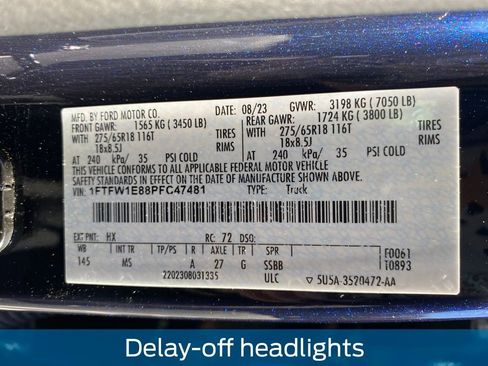 MFD. BY FORD MOTOR CO.
DATE: 08/23 GVWR: 3198 KG ( 7050 LB)
FRONT GAWR: 1565 KG ( 3450 LB) REAR GAWR: 1724 KG ( 3800 LB)
WITH 275/65R18 116T TIRES WITH 275/65R18 116T TIRES
18x8.5J RIMS 18x8.5J RIMS
AT 240 kPa/ 35 PSI COLD AT 240 kPa/ 35 PSI COLD
THIS VEHICLE CONFORMS TO ALL APPLICABLE FEDERAL MOTOR VEHICLE
SAFETY AND THEFT PREVENTION STANDARDS IN EFFECT ON THE DATE OF MANUFACTURE SHOWN ABOVE.
VIN: 1FTFW1E88PFC47481 TYPE: Truck
EXT PNT: HX RC: 72 DSO:
WB INT TR TP/PS R AXLE TR SPR F0061
145 MS A 27 G SSBB T0893
2202308031335 ULC 5U5A-3520472-AA
Delay-off headlights